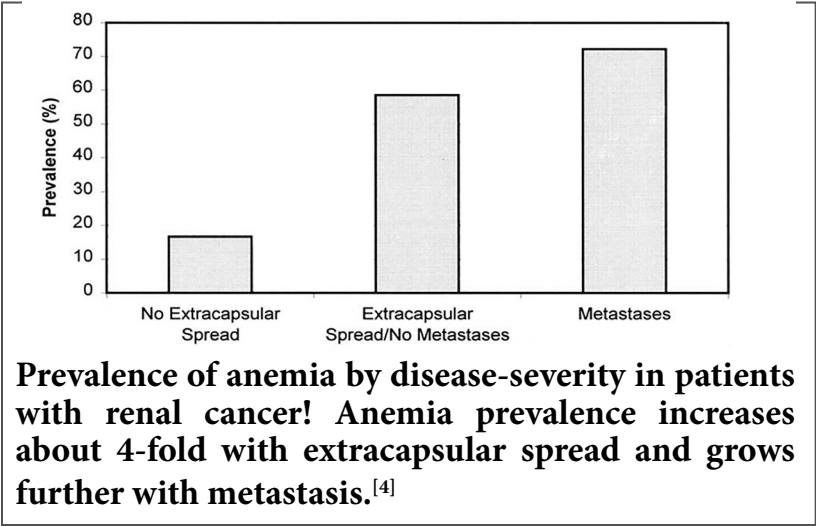 80
70
60
50
40
30
20
10
0
Prevalence (%)
No Extracapsular
Spread
Extracapsular
Spread/No Metastases
Metastases
Prevalence of anemia by disease-severity in patients
with renal cancer! Anemia prevalence increases
about 4-fold with extracapsular spread and grows
further with metastasis.[4]